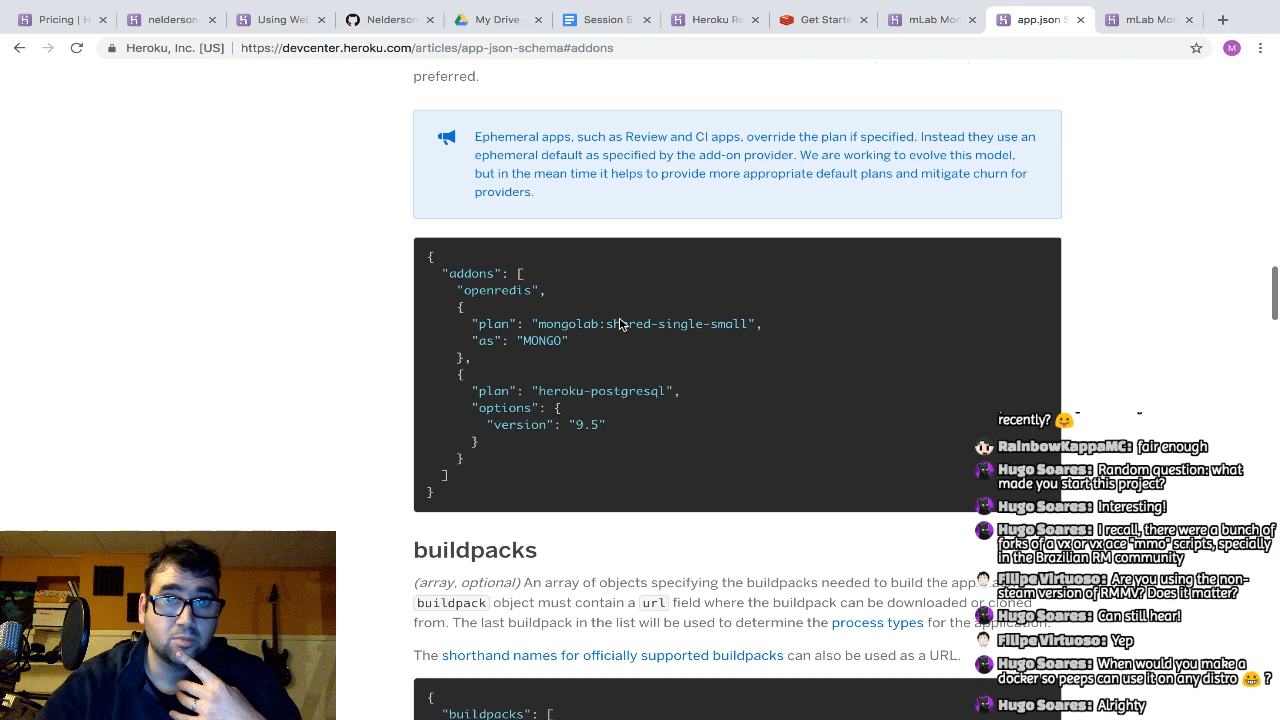 Pricing | H
nelderson-
Using Wel
Nelderson
My Drive -
Session 5
Heroku Re
Get Starte
mLab Mon
app.json S
mLab Mon
Heroku, Inc. [US]
https://devcenter.heroku.com/articles/app-json-schema#addons
M
preferred.
Ephemeral apps, such as Review and CI apps, override the plan if specified. Instead they use an
ephemeral default as specified by the add-on provider. We are working to evolve this model,
but in the mean time it helps to provide more appropriate default plans and mitigate churn for
providers.
{
"addons": [
"openredis",
{
"plan": "mongolab:shared-single-small",
"as": "MONGO"
},
{
"plan": "heroku-postgresql",
"options": {
"version": "9.5"
}
}
]
}
buildpacks
(array, optional) An array of objects specifying the buildpacks needed to build the app.
buildpack object must contain a url field where the buildpack can be downloaded or cloned
from. The last buildpack in the list will be used to determine the process types for the application.
The shorthand names for officially supported buildpacks can also be used as a URL.
{
"buildpacks": [
recently?
RainbowKappaMC: fair enough
Hugo Soares: Random question: what
made you start this project?
Hugo Soares: Interesting!
Hugo Soares: I recall, there were a bunch of
forks of a vx or vx ace "mmo" scripts, specially
in the Brazilian RM community
Filipe Virtuoso: Are you using the non-
steam version of RMMV? Does it matter?
Hugo Soares: Can still hear!
Filipe Virtuoso: Yep
Hugo Soares: When would you make a
docker so peeps can use it on any distro 😀 ?
Hugo Soares: Alrighty